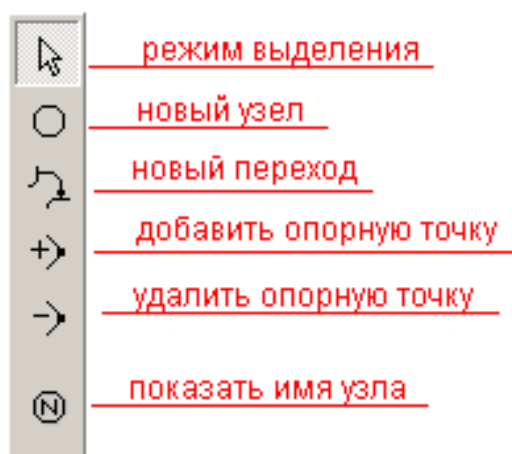 режим выделения
новый узел
новый переход
добавить опорную точку
удалить опорную точку
показать имя узла
N